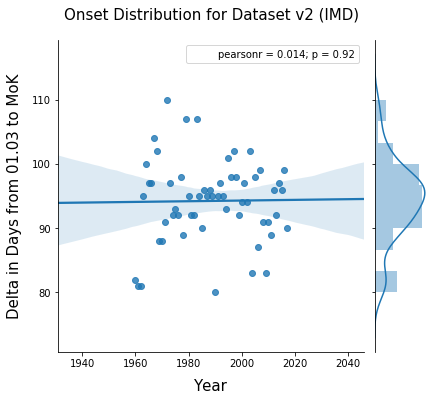 Onset Distribution for Dataset v2 (IMD)
pearsonr = 0.014; p = 0.92
Delta in Days from 01.03 to MoK
110
100
90
80
1940
1960
1980
2000
2020
2040
Year